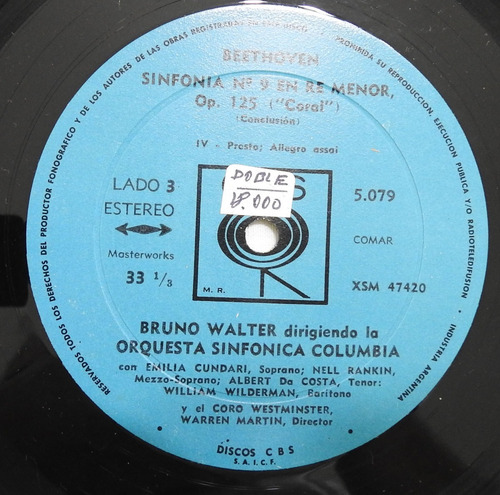 BEETHOVEN
SINFONIA Nº 9 EN RE MENOR,
Op. 125 ("Coral")
(Conclusión)
IV - Presto; Allegro assai
LADO 3
ESTEREO
Masterworks
33 1/3
DOBLE
S
M. R.
5.079
COMAR
XSM 47420
BRUNO WALTER dirigiendo la
ORQUESTA SINFONICA COLUMBIA
con EMILIA CUNDARI, Soprano; NELL RANKIN,
Mezzo-Soprano; ALBERT Da COSTA, Tenor:
WILLIAM WILDERMAN, Barítono
y el CORO WESTMINSTER,
WARREN MARTIN, Director
DISCOS CBS
S. A. I. C. F.
RESERVADOS TODOS LOS DERECHOS DEL PRODUCTOR FONOGRAFICO Y DE LOS AUTORES DE LAS OBRAS REGISTRADAS EN ESTE DISCO • PROHIBIDA SU REPRODUCCION, EJECUCION PUBLICA Y/O RADIOTELEDIFUSION • INDUSTRIA ARGENTINA